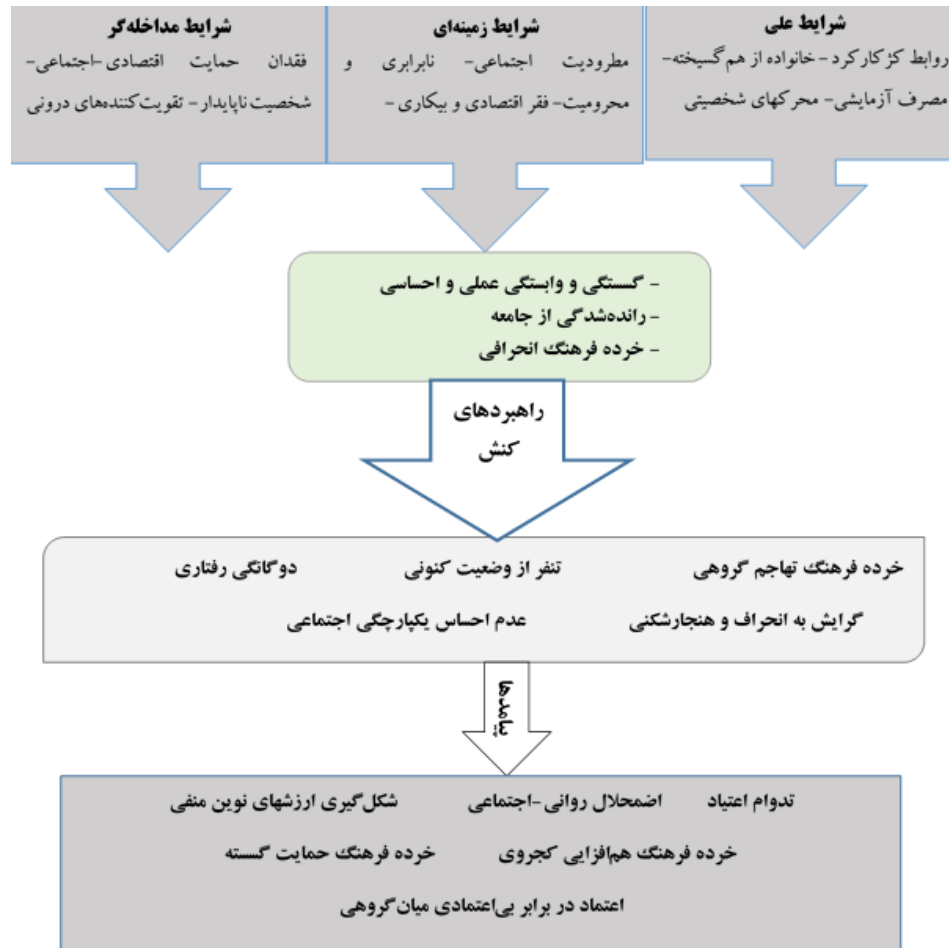 شرایط علی
روابط کژکارکرد- خانواده از هم گسیخته-
مصرف آزمایشی- محرکهای شخصیتی
شرایط زمینه‌ای
مطرودیت اجتماعی- نابرابری و
محرومیت- فقر اقتصادی و بیکاری-
شرایط مداخله‌گر
فقدان حمایت اقتصادی-اجتماعی-
شخصیت ناپایدار- تقویت‌کننده‌های درونی
- گسستگی و وابستگی عملی و احساسی
- رانده‌شدگی از جامعه
- خرده فرهنگ انحرافی
راهبردهای
کنش
خرده فرهنگ تهاجم گروهی تنفر از وضعیت کنونی دوگانگی رفتاری
گرایش به انحراف و هنجارشکنی عدم احساس یکپارچگی اجتماعی
پیامدها
تدوام اعتیاد اضمحلال روانی-اجتماعی شکل‌گیری ارزشهای نوین منفی
خرده فرهنگ هم‌افزایی کجروی خرده فرهنگ حمایت گسسته
اعتماد در برابر بی‌اعتمادی میان‌گروهی